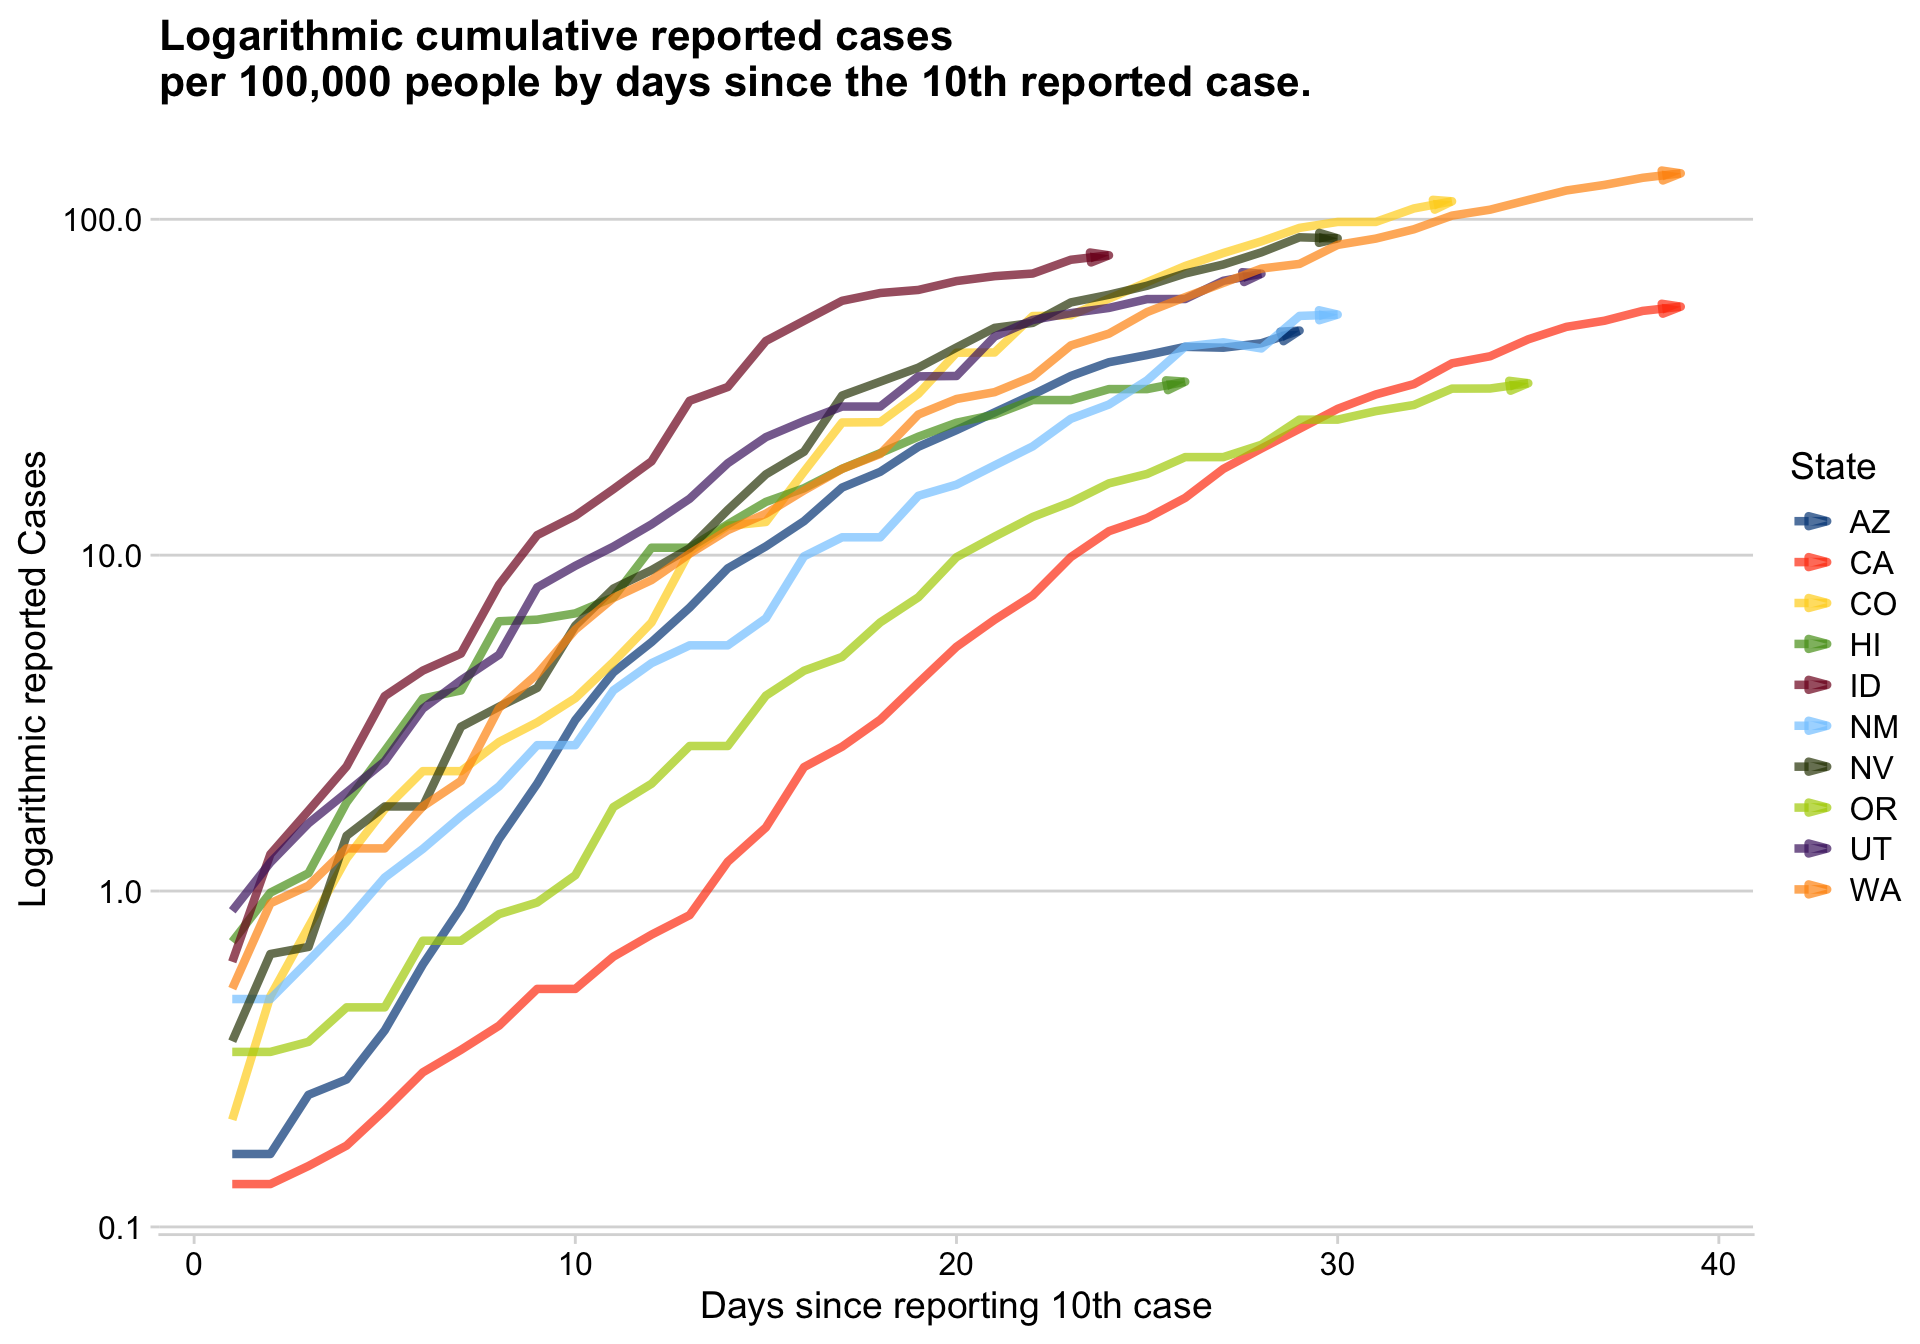 Logarithmic cumulative reported cases
per 100,000 people by days since the 10th reported case.
100.0
10.0
1.0
0.1
Logarithmic reported Cases
0 10 20 30 40
Days since reporting 10th case
State
AZ
CA
CO
HI
ID
NM
NV
OR
UT
WA